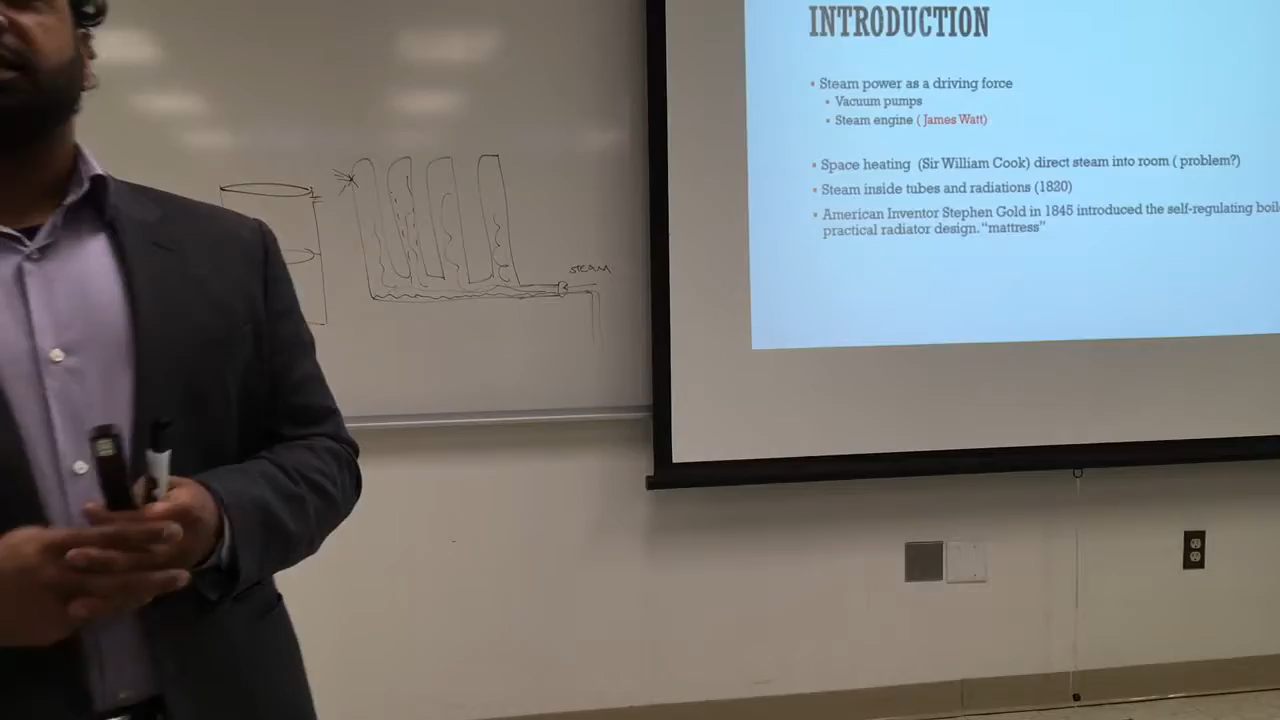 INTRODUCTION
• Steam power as a driving force
• Vacuum pumps
• Steam engine ( James Watt)
• Space heating (Sir William Cook) direct steam into room ( problem?)
• Steam inside tubes and radiations (1820)
• American Inventor Stephen Gold in 1845 introduced the self-regulating boil
practical radiator design. "mattress"
STEAM